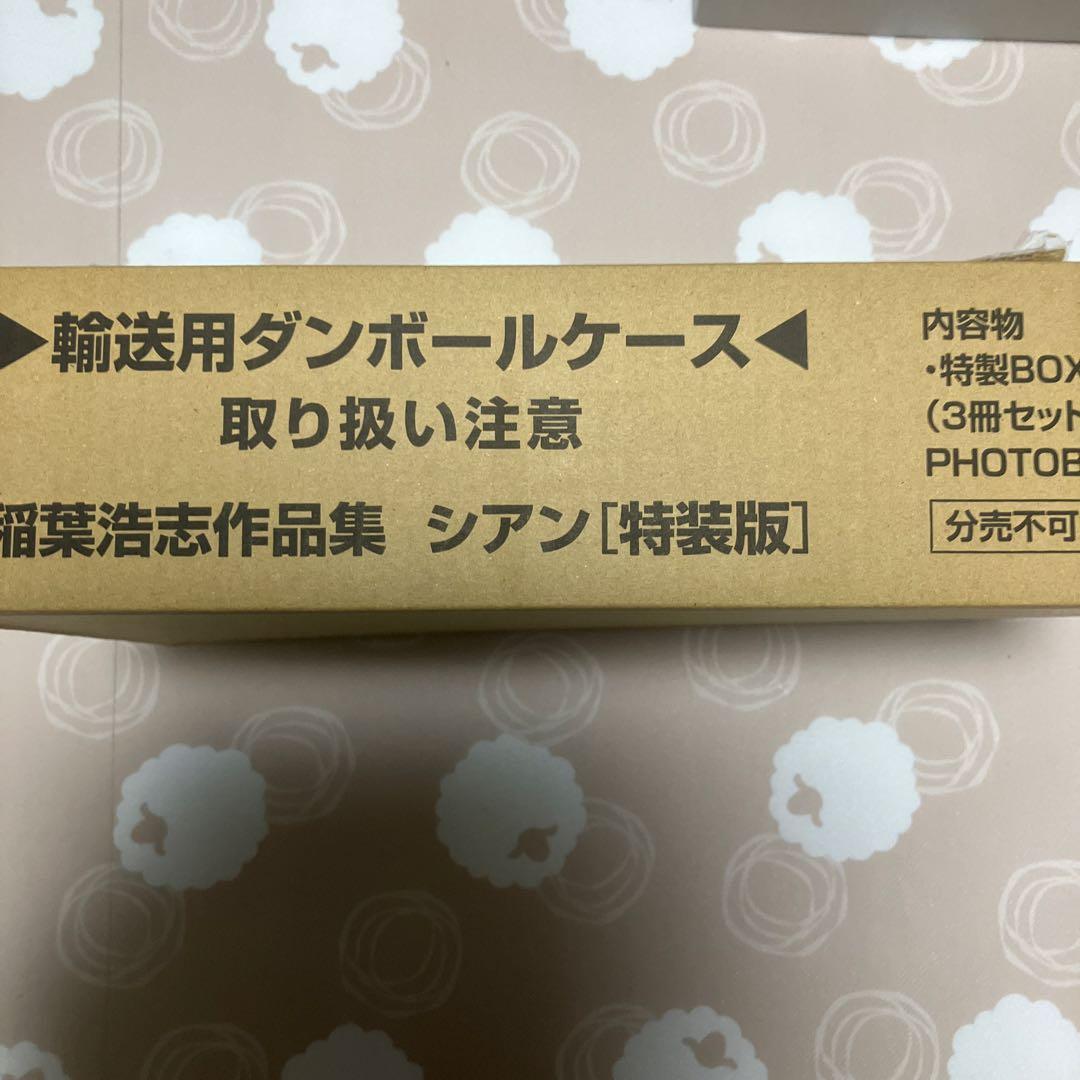 ▶輸送用ダンボールケース◀
取り扱い注意
稲葉浩志作品集 シアン[特装版]
内容物
・特製BOX
(3冊セット
PHOTOB
分売不可